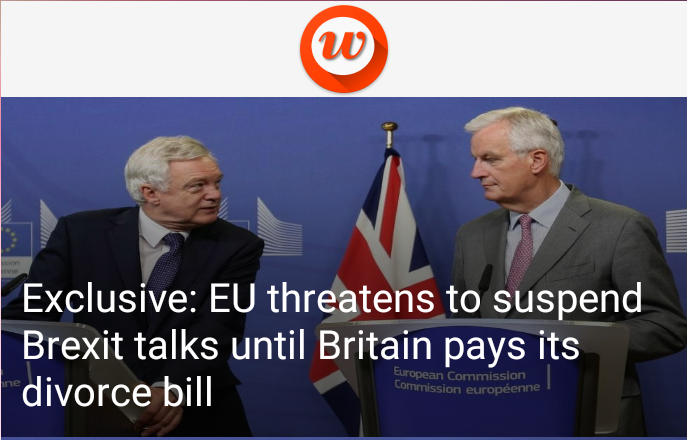 w
Exclusive: EU threatens to suspend
Brexit talks until Britain pays its
divorce bill
European Commission
Commission européenne